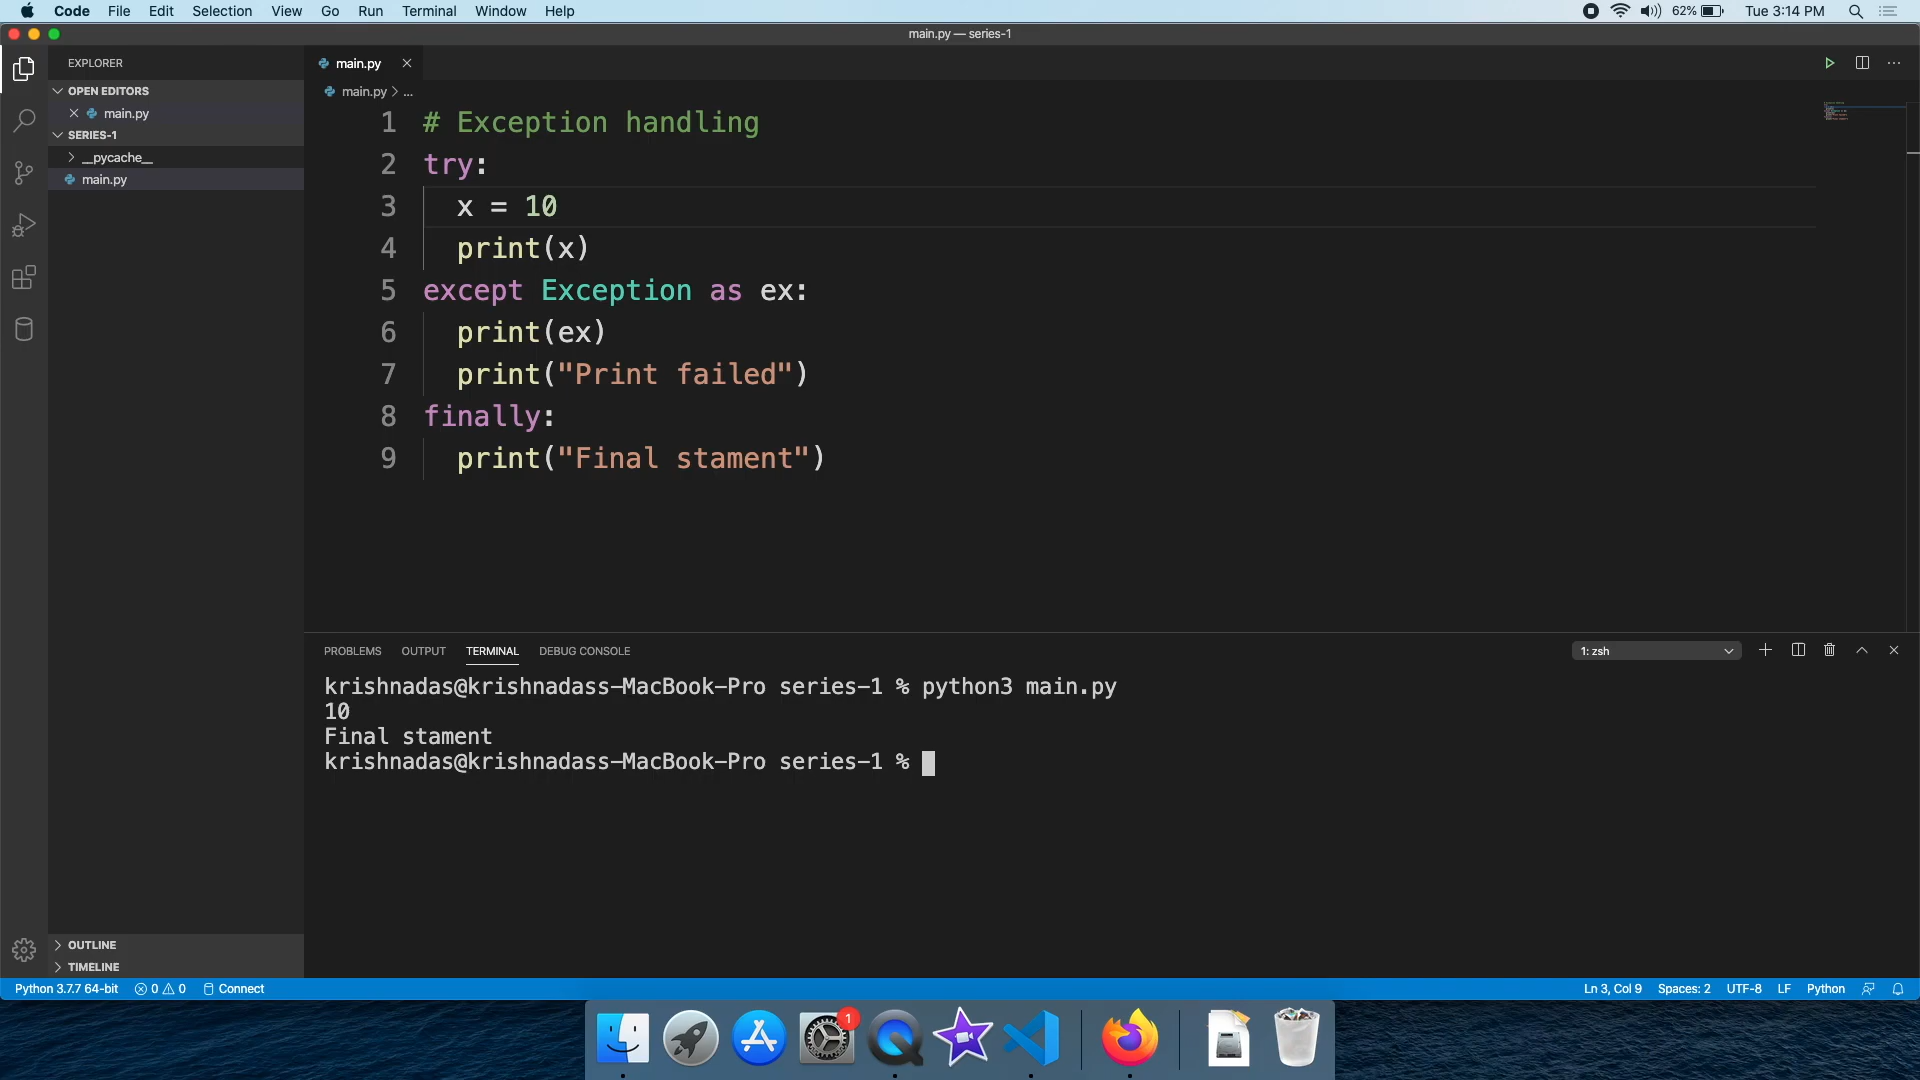 Code File Edit Selection View Go Run Terminal Window Help 62% Tue 3:14 PM
main.py — series-1
EXPLORER
OPEN EDITORS
main.py
SERIES-1
__pycache__
main.py
OUTLINE
TIMELINE
main.py
main.py > ...
1 # Exception handling
2 try:
3 x = 10
4 print(x)
5 except Exception as ex:
6 print(ex)
7 print("Print failed")
8 finally:
9 print("Final stament")
PROBLEMS OUTPUT TERMINAL DEBUG CONSOLE 1: zsh
krishnadas@krishnadass-MacBook-Pro series-1 % python3 main.py
10
Final stament
krishnadas@krishnadass-MacBook-Pro series-1 %
Python 3.7.7 64-bit 0 0 Connect Ln 3, Col 9 Spaces: 2 UTF-8 LF Python
1